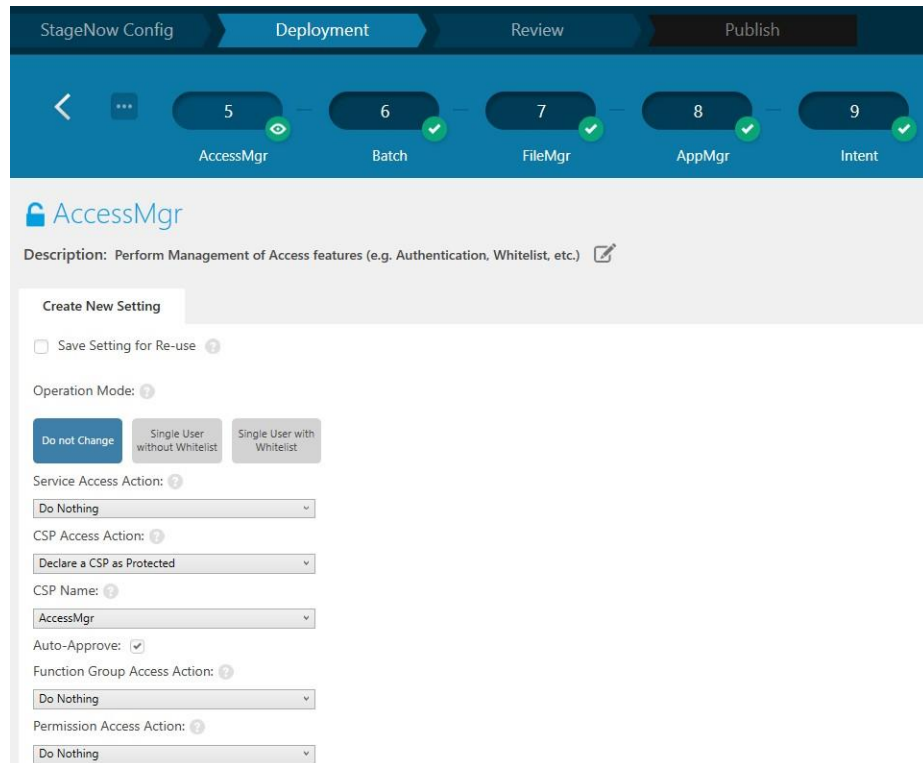 StageNow Config Deployment Review Publish
5 6 7 8 9
AccessMgr Batch FileMgr AppMgr Intent
AccessMgr
Description: Perform Management of Access features (e.g. Authentication, Whitelist, etc.)
Create New Setting
Save Setting for Re-use ?
Operation Mode: ?
Do not Change Single User without Whitelist Single User with Whitelist
Service Access Action: ?
Do Nothing
CSP Access Action: ?
Declare a CSP as Protected
CSP Name: ?
AccessMgr
Auto-Approve:
Function Group Access Action: ?
Do Nothing
Permission Access Action: ?
Do Nothing